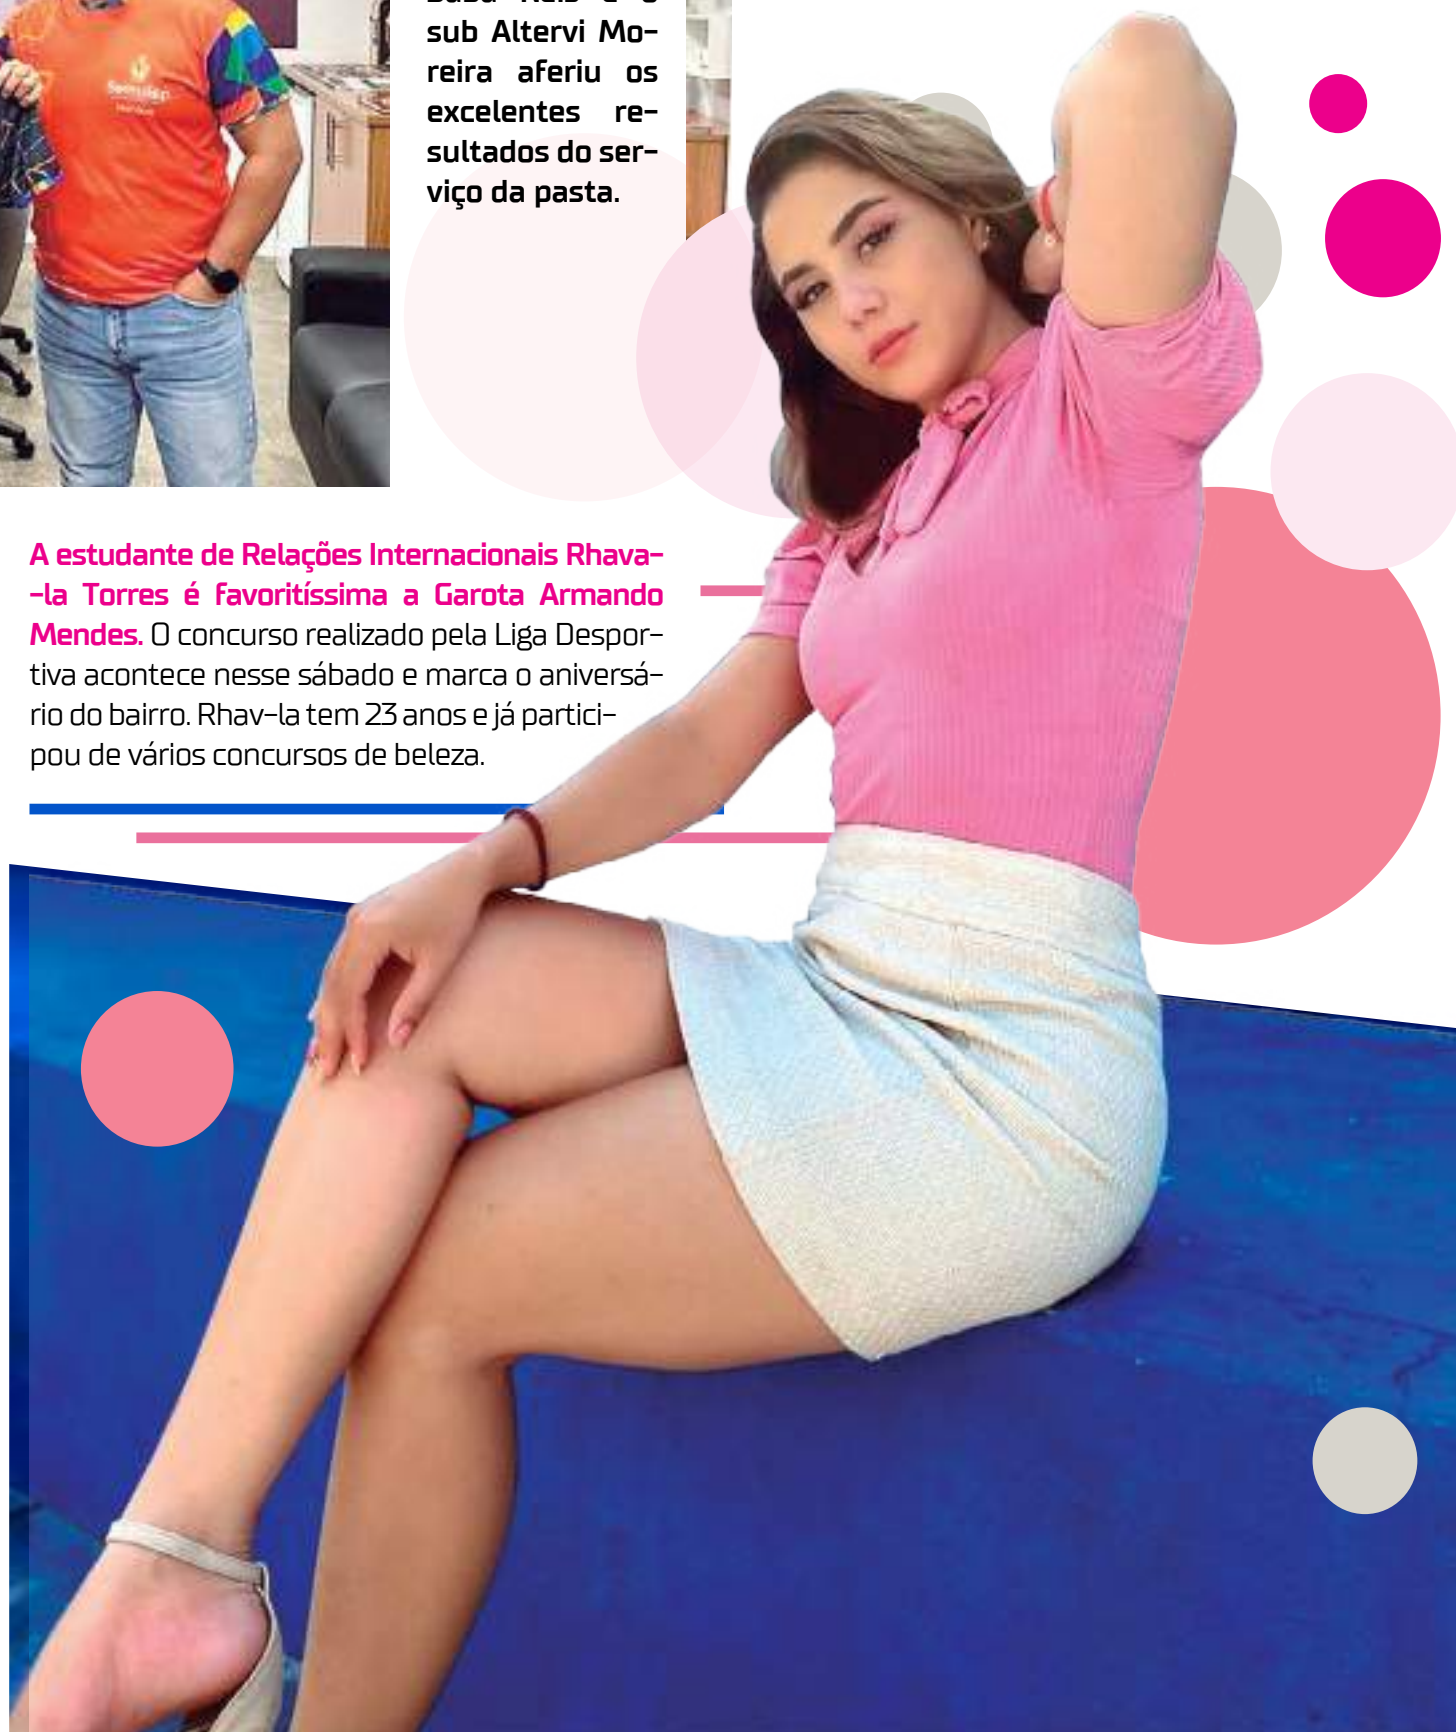 sub Altervi Mo-
reira aferiu os
excelentes re-
sultados do ser-
viço da pasta.
A estudante de Relações Internacionais Rhava-
-la Torres é favoritíssima a Garota Armando
Mendes. O concurso realizado pela Liga Despor-
tiva acontece nesse sábado e marca o aniversá-
rio do bairro. Rhav-la tem 23 anos e já partici-
pou de vários concursos de beleza.